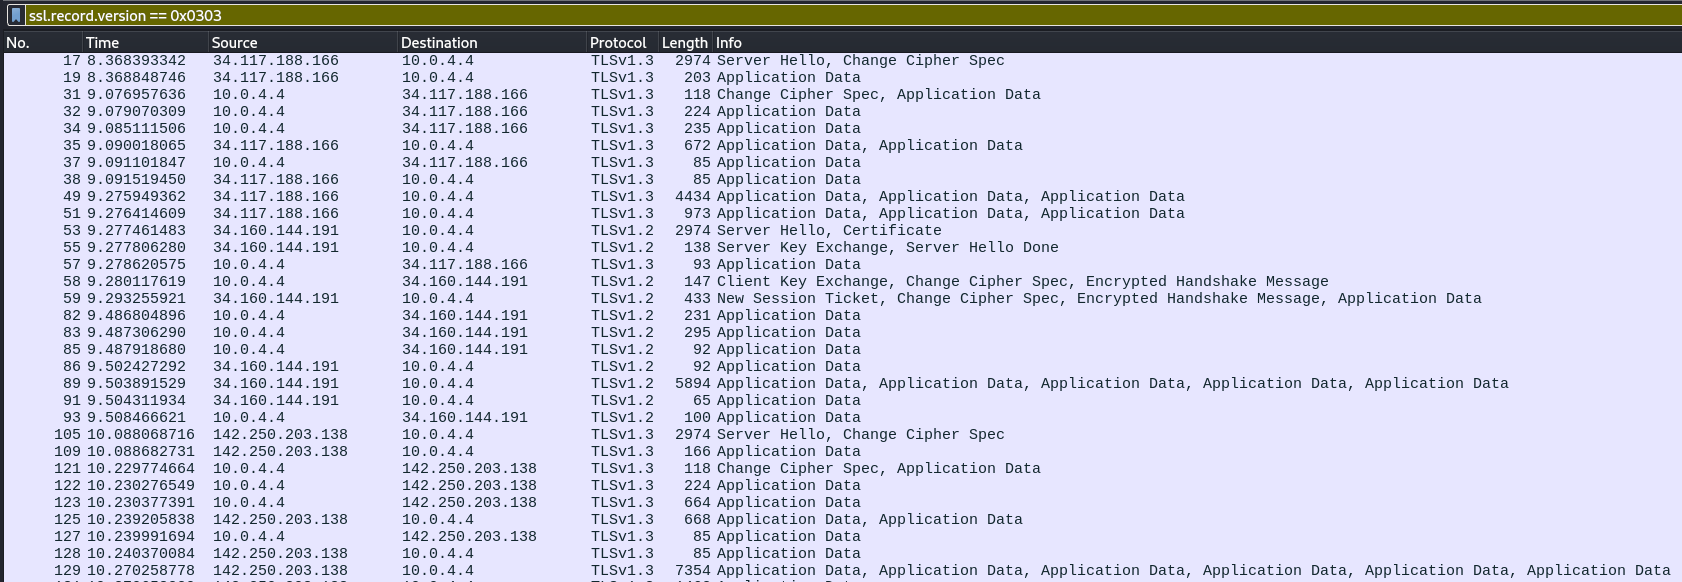 ssl.record.version == 0x0303
No. Time Source Destination Protocol Length Info
17 8.368393342 34.117.188.166 10.0.4.4 TLSv1.3 2974 Server Hello, Change Cipher Spec
19 8.368848746 34.117.188.166 10.0.4.4 TLSv1.3 203 Application Data
31 9.076957636 10.0.4.4 34.117.188.166 TLSv1.3 118 Change Cipher Spec, Application Data
32 9.079070309 10.0.4.4 34.117.188.166 TLSv1.3 224 Application Data
34 9.085111506 10.0.4.4 34.117.188.166 TLSv1.3 235 Application Data
35 9.090018065 34.117.188.166 10.0.4.4 TLSv1.3 672 Application Data, Application Data
37 9.091101847 10.0.4.4 34.117.188.166 TLSv1.3 85 Application Data
38 9.091519450 34.117.188.166 10.0.4.4 TLSv1.3 85 Application Data
49 9.275949362 34.117.188.166 10.0.4.4 TLSv1.3 4434 Application Data, Application Data, Application Data
51 9.276414609 34.117.188.166 10.0.4.4 TLSv1.3 973 Application Data, Application Data, Application Data
53 9.277461483 34.160.144.191 10.0.4.4 TLSv1.2 2974 Server Hello, Certificate
55 9.277806280 34.160.144.191 10.0.4.4 TLSv1.2 138 Server Key Exchange, Server Hello Done
57 9.278620575 10.0.4.4 34.117.188.166 TLSv1.3 93 Application Data
58 9.280117619 10.0.4.4 34.160.144.191 TLSv1.2 147 Client Key Exchange, Change Cipher Spec, Encrypted Handshake Message
59 9.293255921 34.160.144.191 10.0.4.4 TLSv1.2 433 New Session Ticket, Change Cipher Spec, Encrypted Handshake Message, Application Data
82 9.486804896 10.0.4.4 34.160.144.191 TLSv1.2 231 Application Data
83 9.487306290 10.0.4.4 34.160.144.191 TLSv1.2 295 Application Data
85 9.487918680 10.0.4.4 34.160.144.191 TLSv1.2 92 Application Data
86 9.502427292 34.160.144.191 10.0.4.4 TLSv1.2 92 Application Data
89 9.503891529 34.160.144.191 10.0.4.4 TLSv1.2 5894 Application Data, Application Data, Application Data, Application Data, Application Data
91 9.504311934 34.160.144.191 10.0.4.4 TLSv1.2 65 Application Data
93 9.508466621 10.0.4.4 34.160.144.191 TLSv1.2 100 Application Data
105 10.088068716 142.250.203.138 10.0.4.4 TLSv1.3 2974 Server Hello, Change Cipher Spec
109 10.088682731 142.250.203.138 10.0.4.4 TLSv1.3 166 Application Data
121 10.229774664 10.0.4.4 142.250.203.138 TLSv1.3 118 Change Cipher Spec, Application Data
122 10.230276549 10.0.4.4 142.250.203.138 TLSv1.3 224 Application Data
123 10.230377391 10.0.4.4 142.250.203.138 TLSv1.3 664 Application Data
125 10.239205838 142.250.203.138 10.0.4.4 TLSv1.3 668 Application Data, Application Data
127 10.239991694 10.0.4.4 142.250.203.138 TLSv1.3 85 Application Data
128 10.240370084 142.250.203.138 10.0.4.4 TLSv1.3 85 Application Data
129 10.270258778 142.250.203.138 10.0.4.4 TLSv1.3 7354 Application Data, Application Data, Application Data, Application Data, Application Data, Application Data